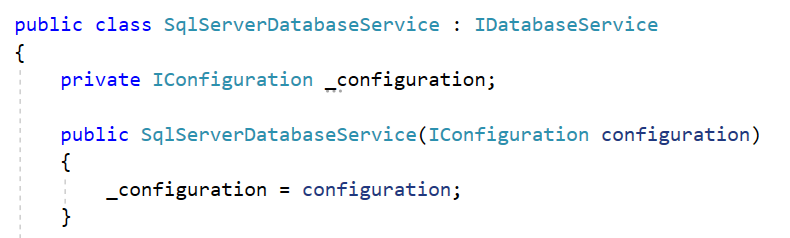 public class SqlServerDatabaseService : IDatabaseService
{
    private IConfiguration _configuration;

    public SqlServerDatabaseService(IConfiguration configuration)
    {
        _configuration = configuration;
    }